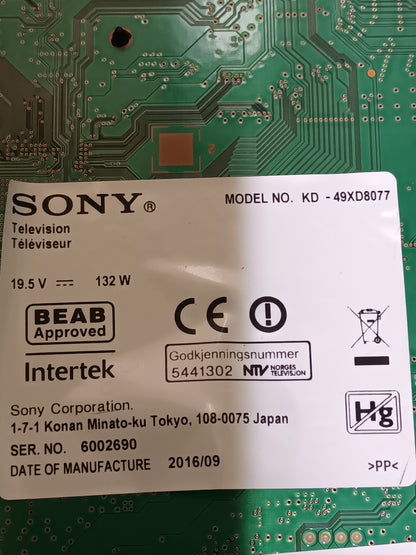 2
SONY®
MODEL NO. KD - 49XD8077
Television
Téléviseur
19.5 V ⎓ 132 W
BEAB
Approved
Intertek
CE
Godkjenningsnummer
5441302 NTV NORGES TELEVISJON
Hg
Sony Corporation.
1-7-1 Konan Minato-ku Tokyo, 108-0075 Japan
SER. NO. 6002690
DATE OF MANUFACTURE 2016/09
>PP<